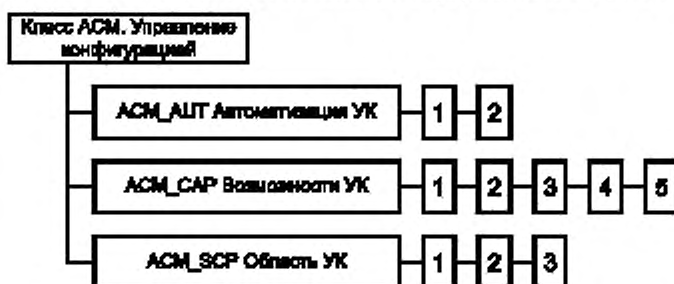 Класс АСМ. Управление
конфигурацией
ACM_AUT Автоматизация УК 1 2
ACM_CAP Возможности УК 1 2 3 4 5
ACM_SCP Область УК 1 2 3